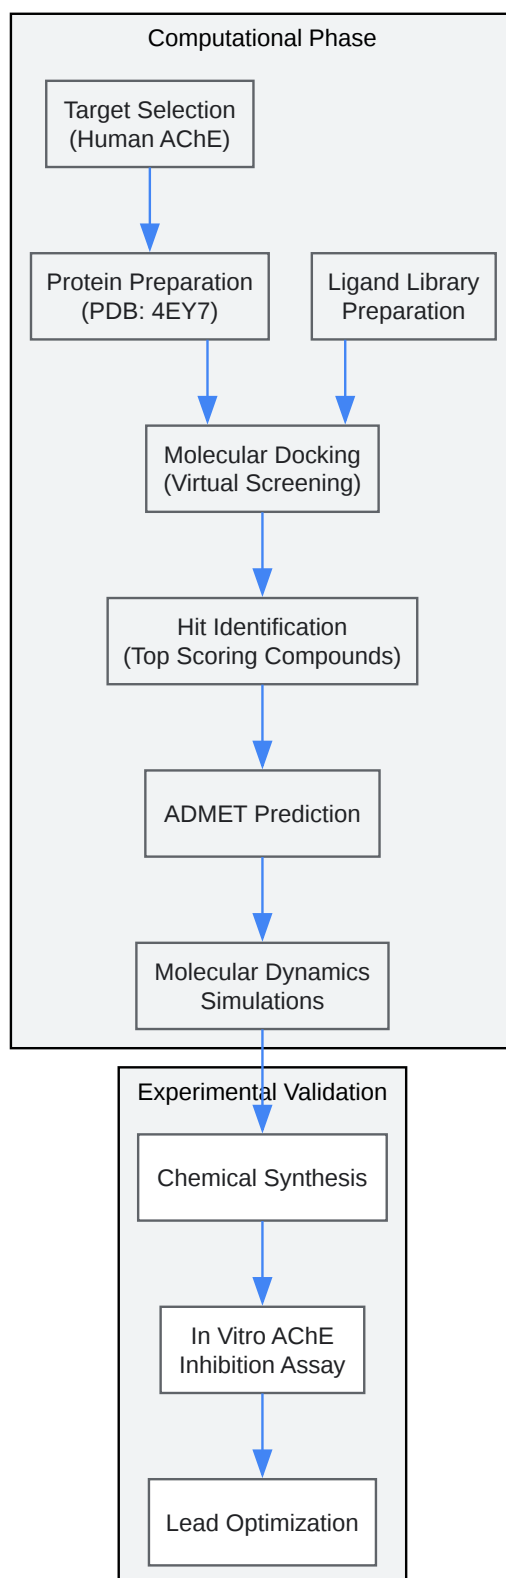 Computational Phase
Target Selection
(Human AChE)
Protein Preparation
(PDB: 4EY7)
Ligand Library
Preparation
Molecular Docking
(Virtual Screening)
Hit Identification
(Top Scoring Compounds)
ADMET Prediction
Molecular Dynamics
Simulations
Experimental Validation
Chemical Synthesis
In Vitro AChE
Inhibition Assay
Lead Optimization